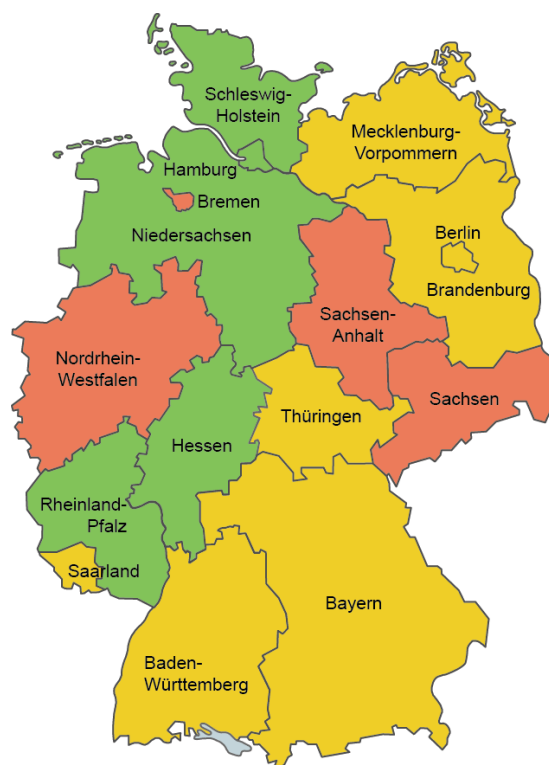 Schleswig-
Holstein
Mecklenburg-
Vorpommern
Hamburg
Bremen
Niedersachsen
Berlin
Brandenburg
Sachsen-
Anhalt
Nordrhein-
Westfalen
Sachsen
Thüringen
Hessen
Rheinland-
Pfalz
Saarland
Bayern
Baden-
Württemberg